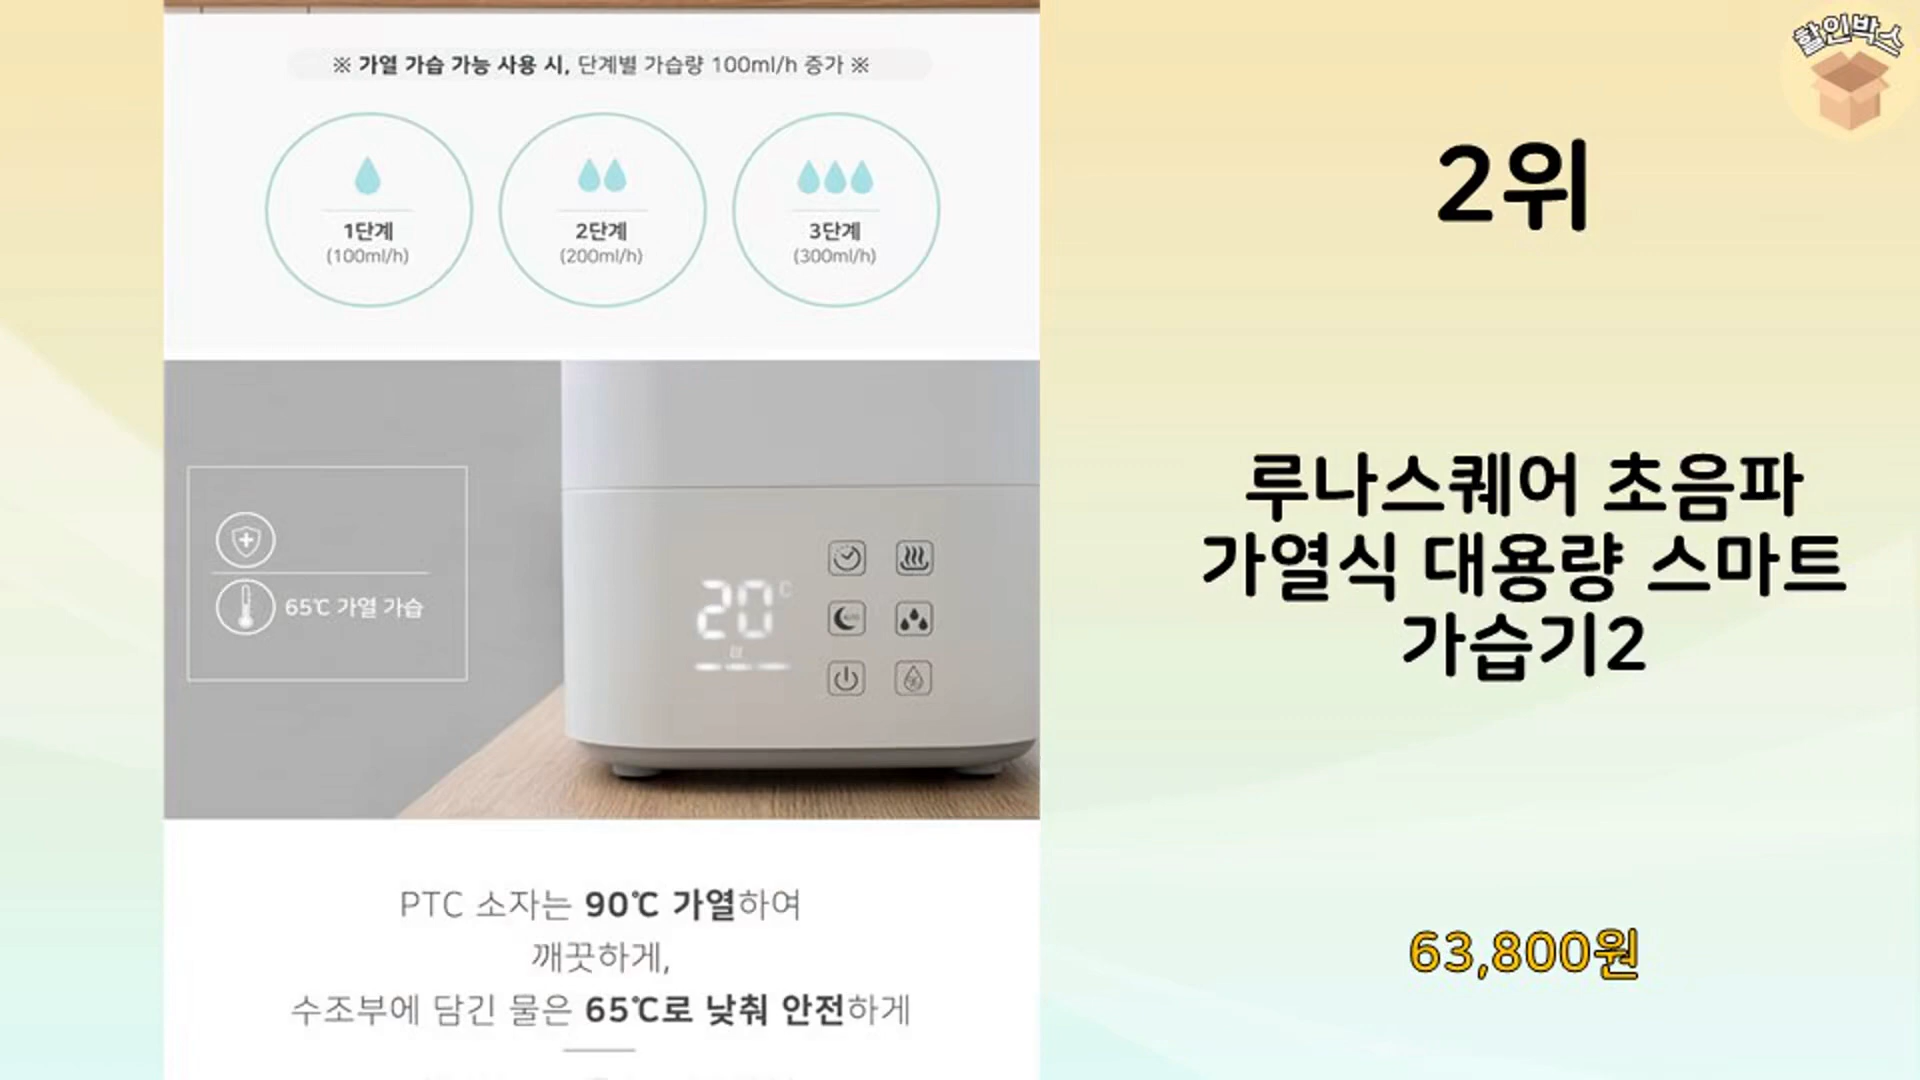 ※ 가열 가습 가능 사용 시, 단계별 가습량 100ml/h 증가 ※
1단계
(100ml/h)
2단계
(200ml/h)
3단계
(300ml/h)
65℃ 가열 가습
20
PTC 소자는 90℃ 가열하여
깨끗하게,
수조부에 담긴 물은 65℃로 낮춰 안전하게
할인박스
2위
루나스퀘어 초음파
가열식 대용량 스마트
가습기2
63,800원